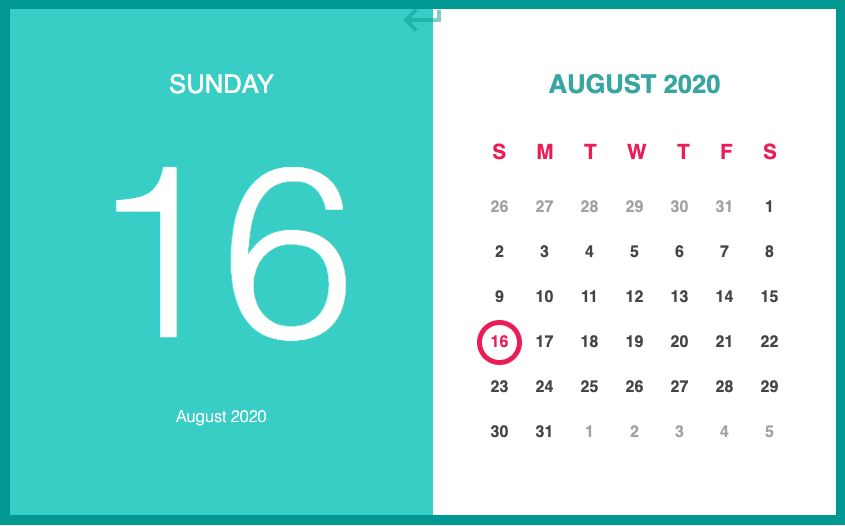 SUNDAY
16
August 2020
AUGUST 2020
S M T W T F S
26 27 28 29 30 31 1
2 3 4 5 6 7 8
9 10 11 12 13 14 15
16 17 18 19 20 21 22
23 24 25 26 27 28 29
30 31 1 2 3 4 5